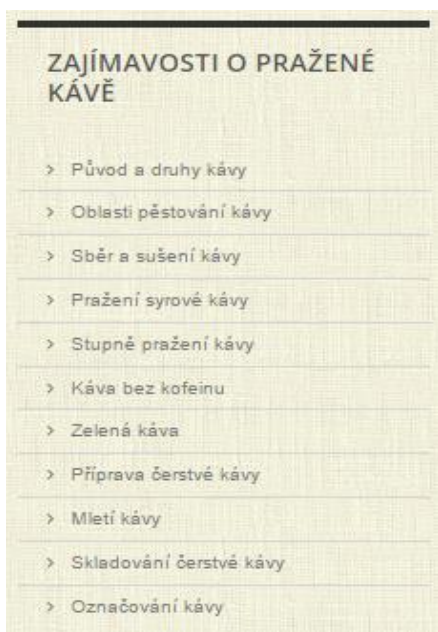 ZAJÍMAVOSTI O PRAŽENÉ
KÁVĚ
Původ a druhy kávy
Oblasti pěstování kávy
Sběr a sušení kávy
Pražení syrové kávy
Stupně pražení kávy
Káva bez kofeinu
Zelená káva
Příprava čerstvé kávy
Mletí kávy
Skladování čerstvé kávy
Označování kávy